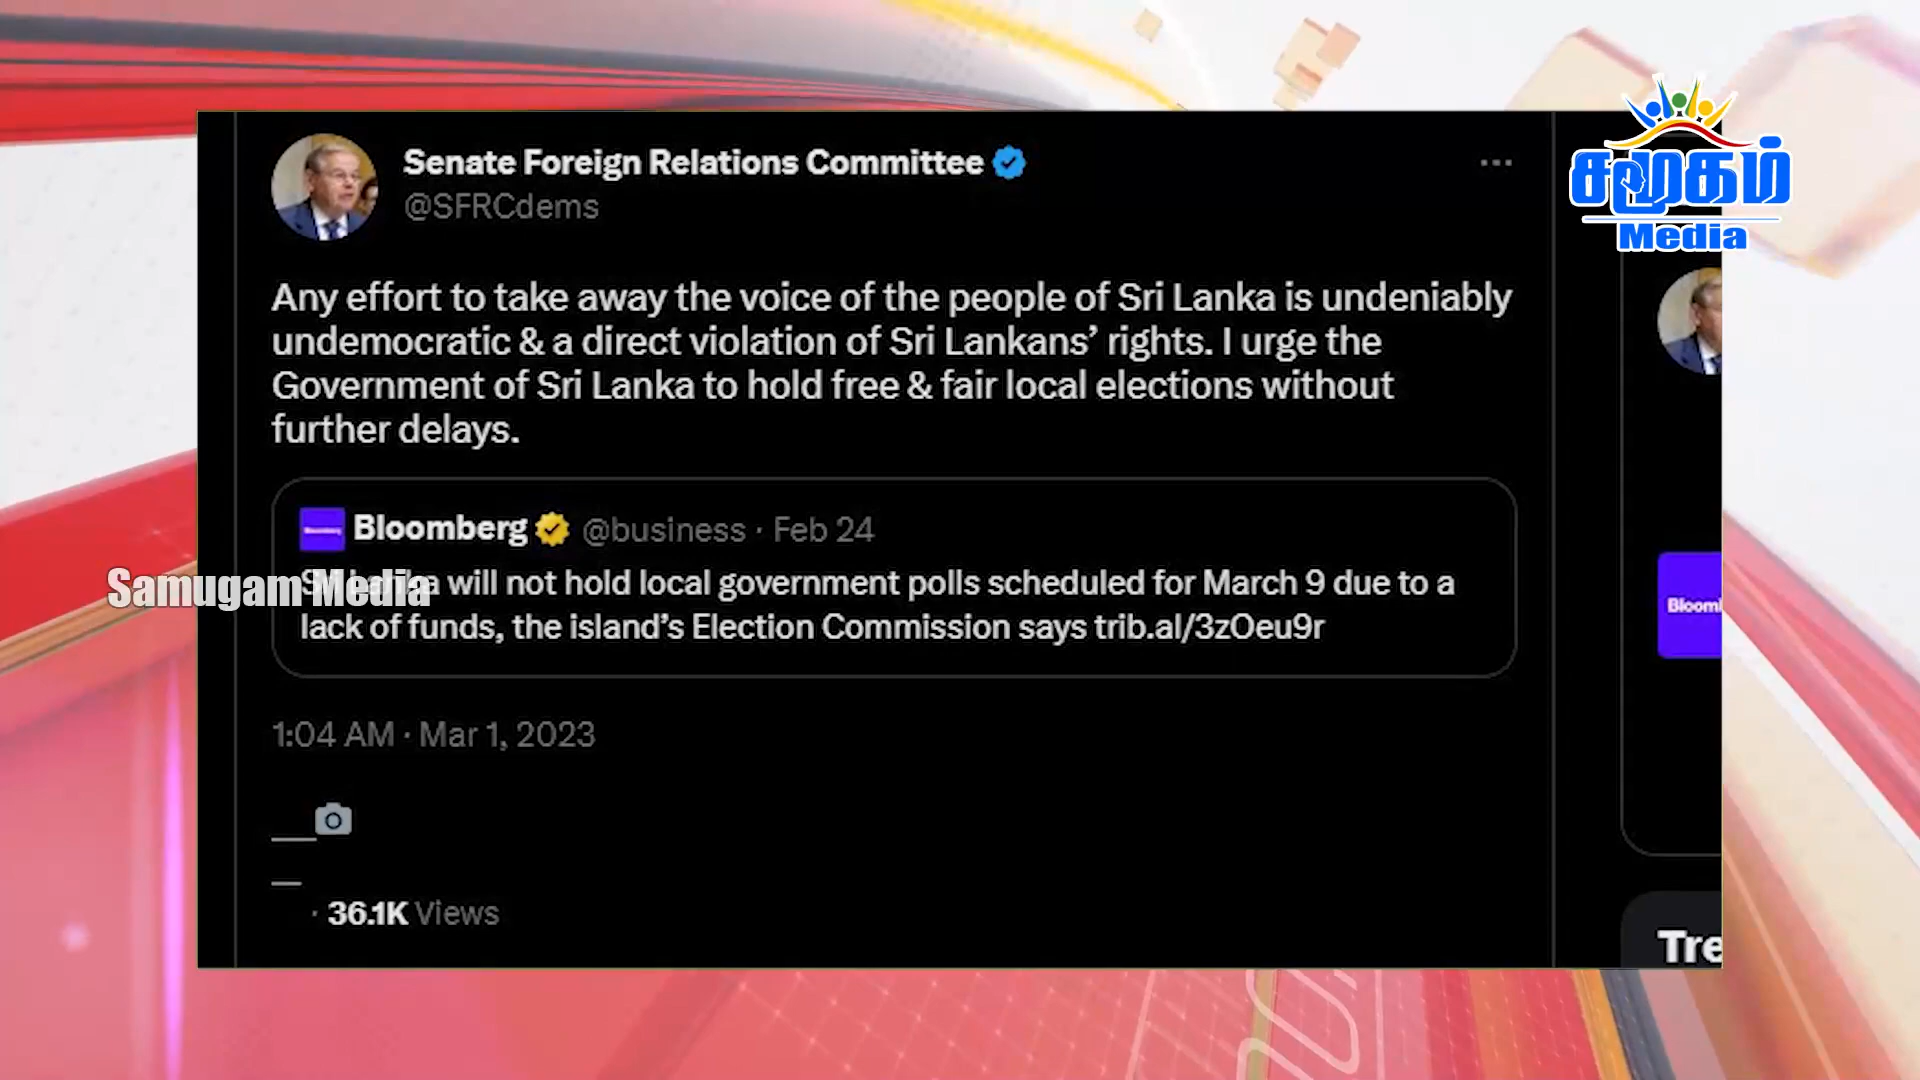 Senate Foreign Relations Committee
@SFRCdems
சமூகம்
Media
Any effort to take away the voice of the people of Sri Lanka is undeniably
undemocratic & a direct violation of Sri Lankans’ rights. I urge the
Government of Sri Lanka to hold free & fair local elections without
further delays.
Bloomberg @business · Feb 24
Sri Lanka will not hold local government polls scheduled for March 9 due to a
lack of funds, the island’s Election Commission says trib.al/3zOeu9r
Samugam Media
Bloom
1:04 AM · Mar 1, 2023
· 36.1K Views
Tre